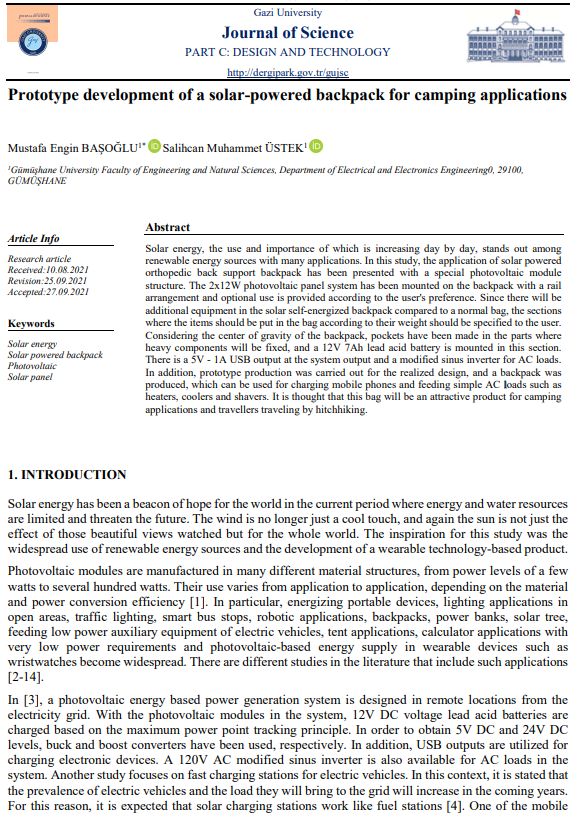 Gazi University
Journal of Science
PART C: DESIGN AND TECHNOLOGY
http://dergipark.gov.tr/gujsc
Prototype development of a solar-powered backpack for camping applications
Mustafa Engin BAŞOĞLU1* iD Salihcan Muhammet ÜSTEK1 iD
1Gümüşhane University Faculty of Engineering and Natural Sciences, Department of Electrical and Electronics Engineering0, 29100,
GÜMÜŞHANE
Article Info
Research article
Received:10.08.2021
Revision:25.09.2021
Accepted:27.09.2021
Keywords
Solar energy
Solar powered backpack
Photovoltaic
Solar panel
Abstract
Solar energy, the use and importance of which is increasing day by day, stands out among
renewable energy sources with many applications. In this study, the application of solar powered
orthopedic back support backpack has been presented with a special photovoltaic module
structure. The 2x12W photovoltaic panel system has been mounted on the backpack with a rail
arrangement and optional use is provided according to the user's preference. Since there will be
additional equipment in the solar self-energized backpack compared to a normal bag, the sections
where the items should be put in the bag according to their weight should be specified to the user.
Considering the center of gravity of the backpack, pockets have been made in the parts where
heavy components will be fixed, and a 12V 7Ah lead acid battery is mounted in this section.
There is a 5V - 1A USB output at the system output and a modified sinus inverter for AC loads.
In addition, prototype production was carried out for the realized design, and a backpack was
produced, which can be used for charging mobile phones and feeding simple AC loads such as
heaters, coolers and shavers. It is thought that this bag will be an attractive product for camping
applications and travellers traveling by hitchhiking.
1. INTRODUCTION
Solar energy has been a beacon of hope for the world in the current period where energy and water resources
are limited and threaten the future. The wind is no longer just a cool touch, and again the sun is not just the
effect of those beautiful views watched but for the whole world. The inspiration for this study was the
widespread use of renewable energy sources and the development of a wearable technology-based product.
Photovoltaic modules are manufactured in many different material structures, from power levels of a few
watts to several hundred watts. Their use varies from application to application, depending on the material
and power conversion efficiency [1]. In particular, energizing portable devices, lighting applications in
open areas, traffic lighting, smart bus stops, robotic applications, backpacks, power banks, solar tree,
feeding low power auxiliary equipment of electric vehicles, tent applications, calculator applications with
very low power requirements and photovoltaic-based energy supply in wearable devices such as
wristwatches become widespread. There are different studies in the literature that include such applications
[2-14].
In [3], a photovoltaic energy based power generation system is designed in remote locations from the
electricity grid. With the photovoltaic modules in the system, 12V DC voltage lead acid batteries are
charged based on the maximum power point tracking principle. In order to obtain 5V DC and 24V DC
levels, buck and boost converters have been used, respectively. In addition, USB outputs are utilized for
charging electronic devices. A 120V AC modified sinus inverter is also available for AC loads in the
system. Another study focuses on fast charging stations for electric vehicles. In this context, it is stated that
the prevalence of electric vehicles and the load they will bring to the grid will increase in the coming years.
For this reason, it is expected that solar charging stations work like fuel stations [4]. One of the mobile